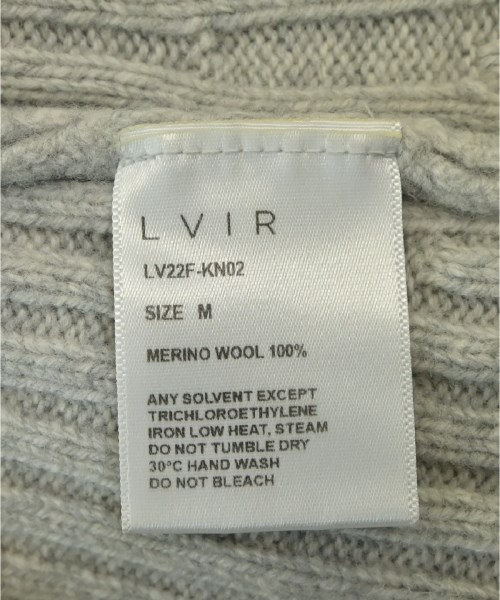 LVIR
LV22F-KN02
SIZE M
MERINO WOOL 100%
ANY SOLVENT EXCEPT
TRICHLOROETHYLENE
IRON LOW HEAT, STEAM
DO NOT TUMBLE DRY
30°C HAND WASH
DO NOT BLEACH